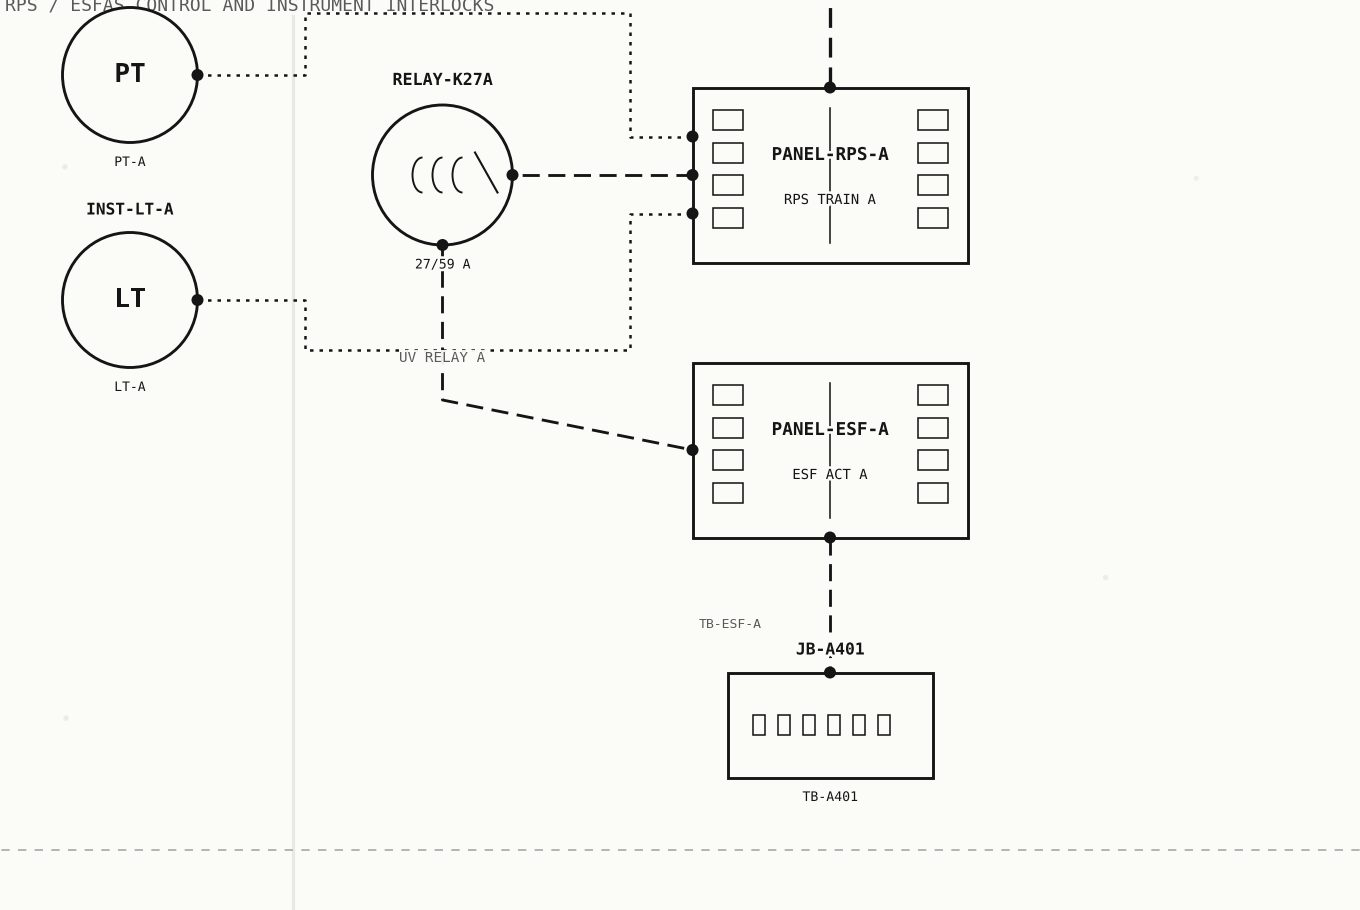 RPS / ESFAS CONTROL AND INSTRUMENT INTERLOCKS
PT
PT-A
INST-LT-A
LT
LT-A
RELAY-K27A
27/59 A
UV RELAY A
PANEL-RPS-A
RPS TRAIN A
PANEL-ESF-A
ESF ACT A
TB-ESF-A
JB-A401
TB-A401